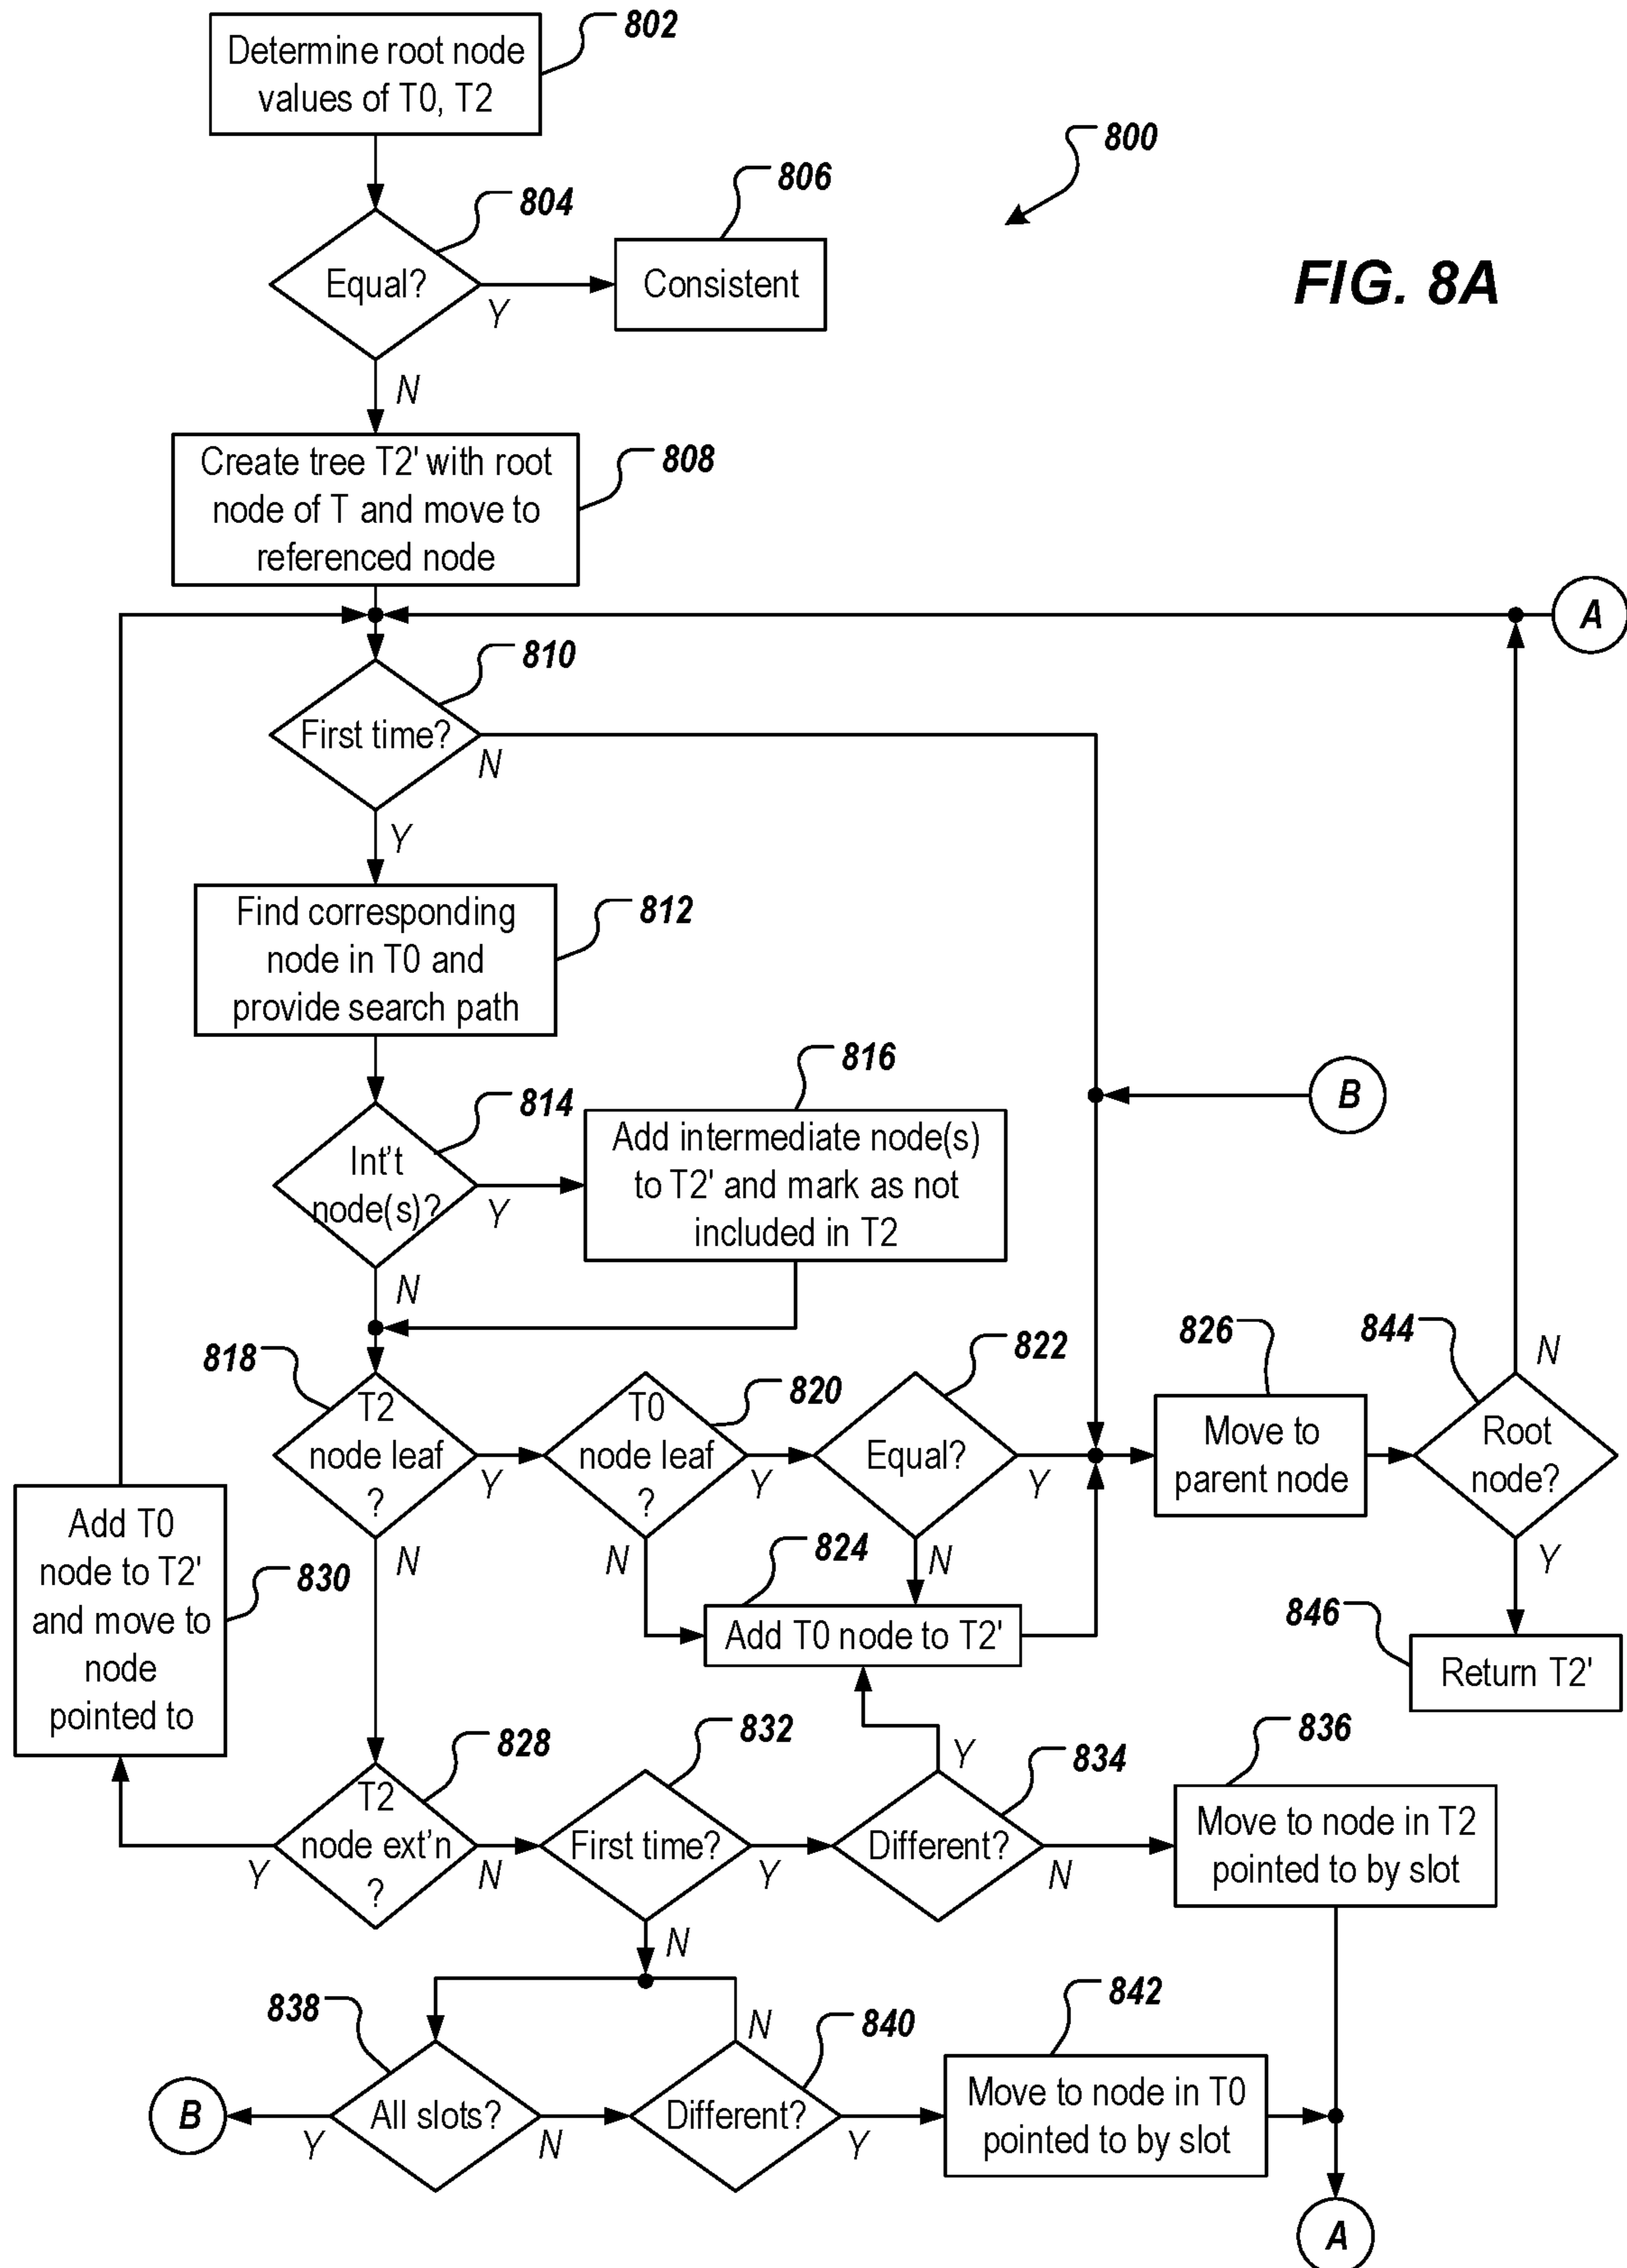 Determine root node
values of T0, T2
802
800
804
Equal?
Y
N
806
Consistent
FIG. 8A
Create tree T2' with root
node of T and move to
referenced node
808
A
810
First time?
N
Y
Find corresponding
node in T0 and
provide search path
812
814
Int't
node(s)?
Y
N
816
Add intermediate node(s)
to T2' and mark as not
included in T2
B
818
T2
node leaf
?
Y
N
820
T0
node leaf
?
Y
N
822
Equal?
Y
N
824
Add T0 node to T2'
826
Move to
parent node
844
Root
node?
N
Y
846
Return T2'
Add T0
node to T2'
and move to
node
pointed to
830
828
T2
node ext'n
?
Y
N
832
First time?
Y
N
834
Different?
Y
N
836
Move to node in T2
pointed to by slot
838
All slots?
Y
N
B
840
Different?
N
Y
842
Move to node in T0
pointed to by slot
A